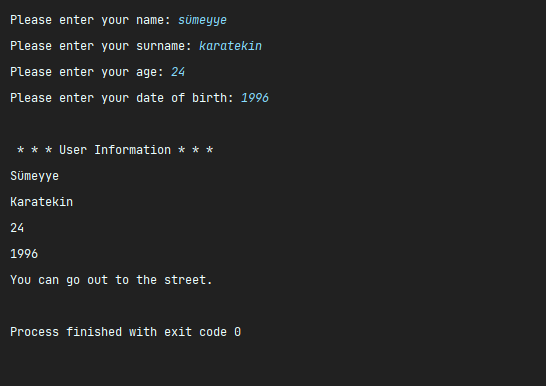 Please enter your name: sümeyye
Please enter your surname: karatekin
Please enter your age: 24
Please enter your date of birth: 1996
* * * User Information * * *
Sümeyye
Karatekin
24
1996
You can go out to the street.
Process finished with exit code 0